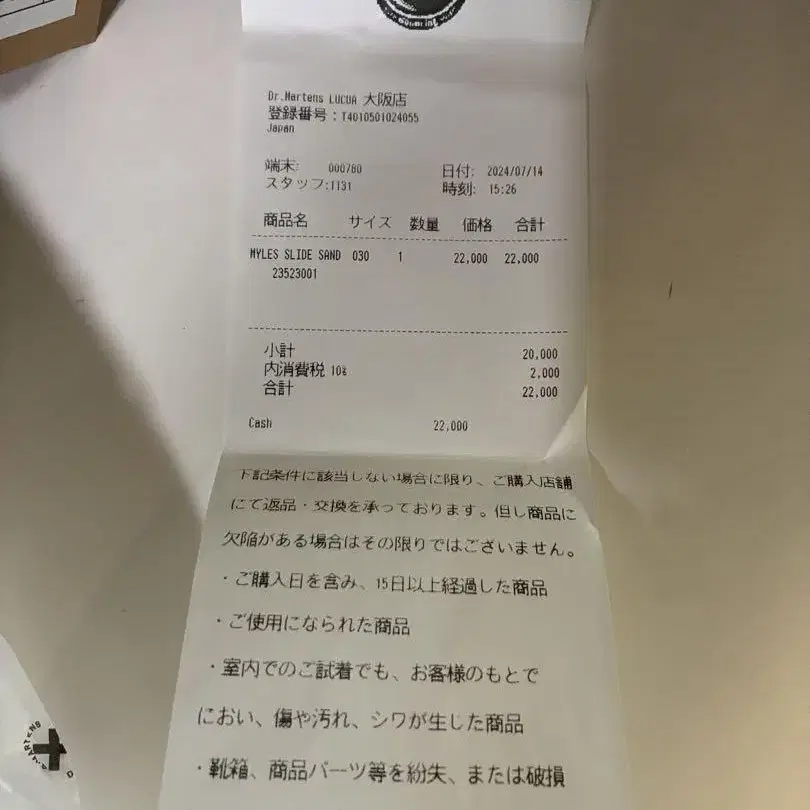 Dr.Martens LUCUA 大阪店
登録番号：T4010501024055
Japan
端末: 000780 日付: 2024/07/14
スタッフ:1131 時刻: 15:26
商品名 サイズ 数量 価格 合計
MYLES SLIDE SAND 030 1 22,000 22,000
23523001
小計 20,000
内消費税 10% 2,000
合計 22,000
Cash 22,000
下記条件に該当しない場合に限り、ご購入店舗
にて返品・交換を承っております。但し商品に
欠陥がある場合はその限りではございません。
・ご購入日を含み、15日以上経過した商品
・ご使用になられた商品
・室内でのご試着でも、お客様のもとで
におい、傷や汚れ、シワが生じた商品
・靴箱、商品パーツ等を紛失、または破損